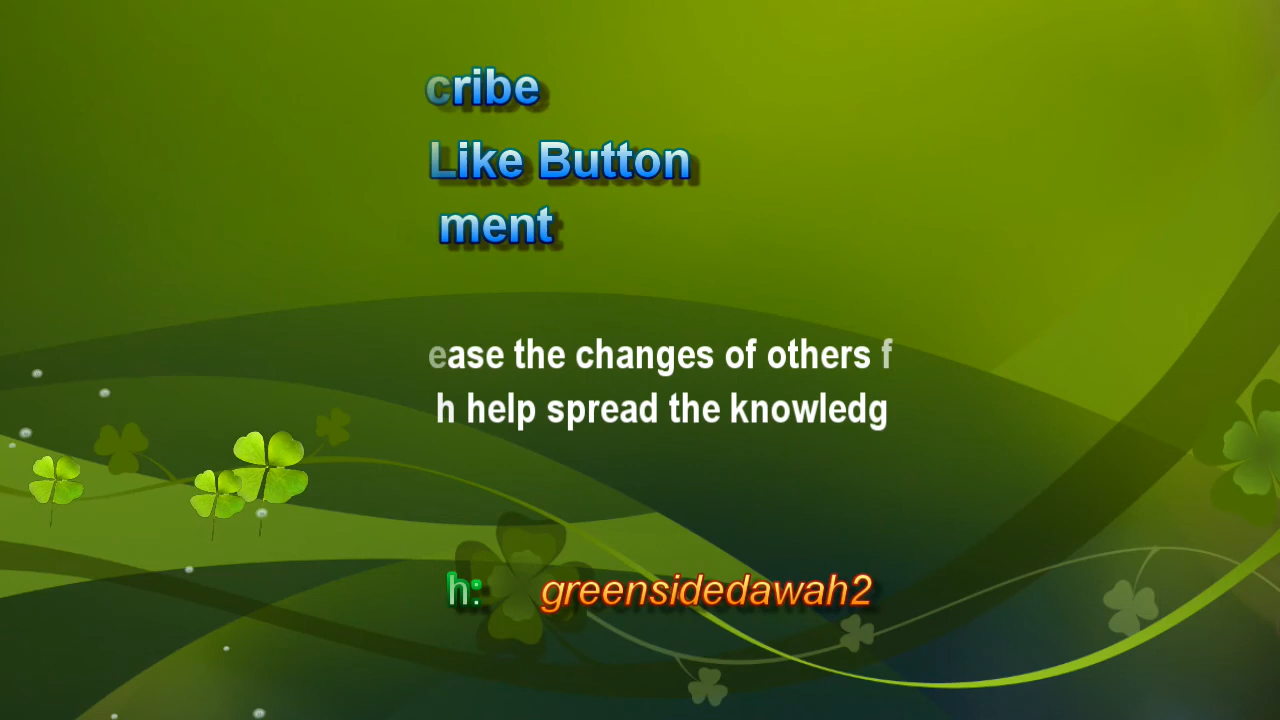 cribe
Like Button
ment
ease the changes of others f
h help spread the knowledg
h: greensidedawah2